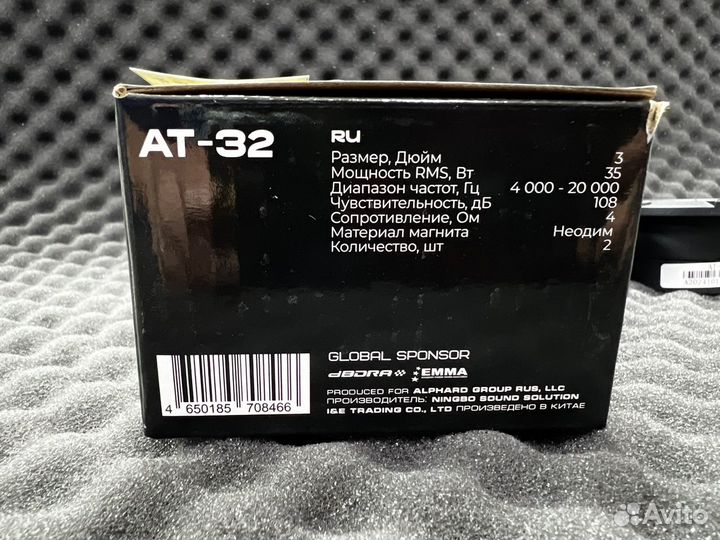 AT-32
RU
Размер, Дюйм 3
Мощность RMS, Вт 35
Диапазон частот, Гц 4 000 - 20 000
Чувствительность, дБ 108
Сопротивление, Ом 4
Материал магнита Неодим
Количество, шт 2
GLOBAL SPONSOR
dBDRA EMMA
PRODUCED FOR ALPHARD GROUP RUS, LLC
ПРОИЗВОДИТЕЛЬ: NINGBO SOUND SOLUTION
I&E TRADING CO., LTD ПРОИЗВЕДЕНО В КИТАЕ
4 650185 708466
Avito